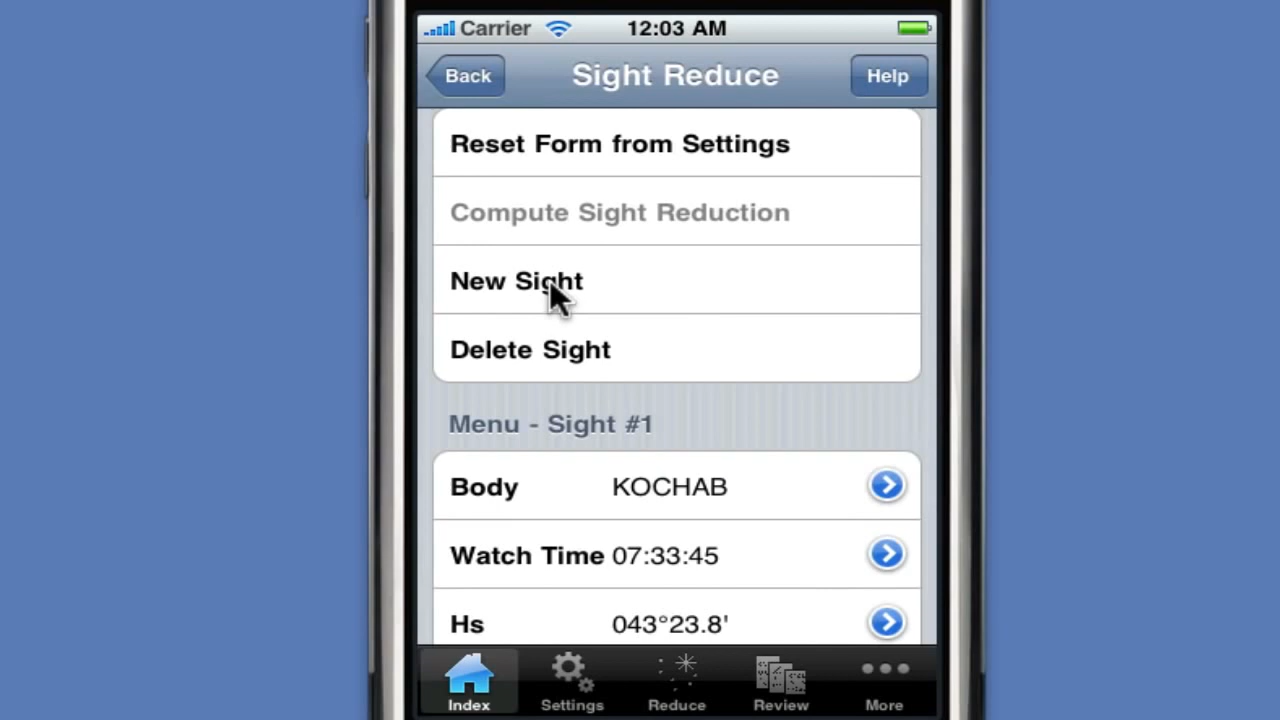 Carrier 12:03 AM
Back Sight Reduce Help
Reset Form from Settings
Compute Sight Reduction
New Sight
Delete Sight
Menu - Sight #1
Body KOCHAB
Watch Time 07:33:45
Hs 043°23.8'
Index Settings Reduce Review More